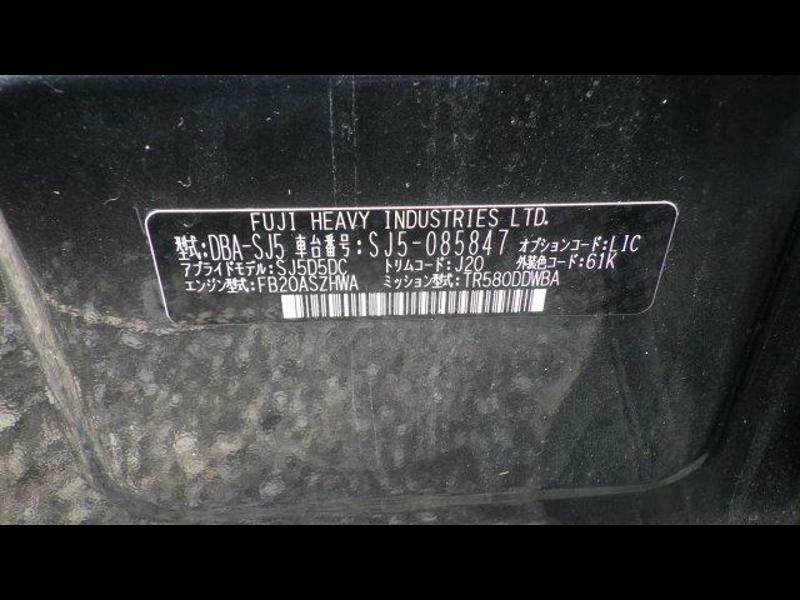 FUJI HEAVY INDUSTRIES LTD.
型式:DBA-SJ5 車台番号:SJ5-085847 オプションコード:LIC
アプライドモデル:SJ5D5DC トリムコード:J20 外装色コード:61K
エンジン型式:FB20ASZHWA ミッション型式:TR580DDWBA